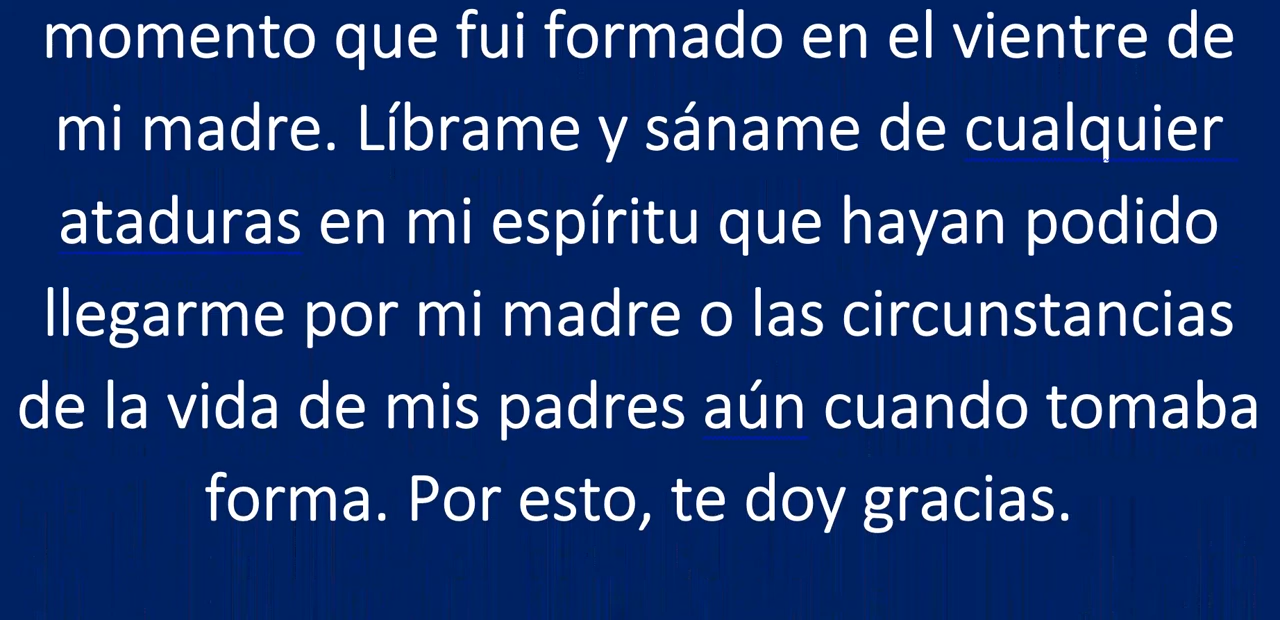 momento que fui formado en el vientre de
mi madre. Líbrame y sáname de cualquier
ataduras en mi espíritu que hayan podido
llegarme por mi madre o las circunstancias
de la vida de mis padres aún cuando tomaba
forma. Por esto, te doy gracias.